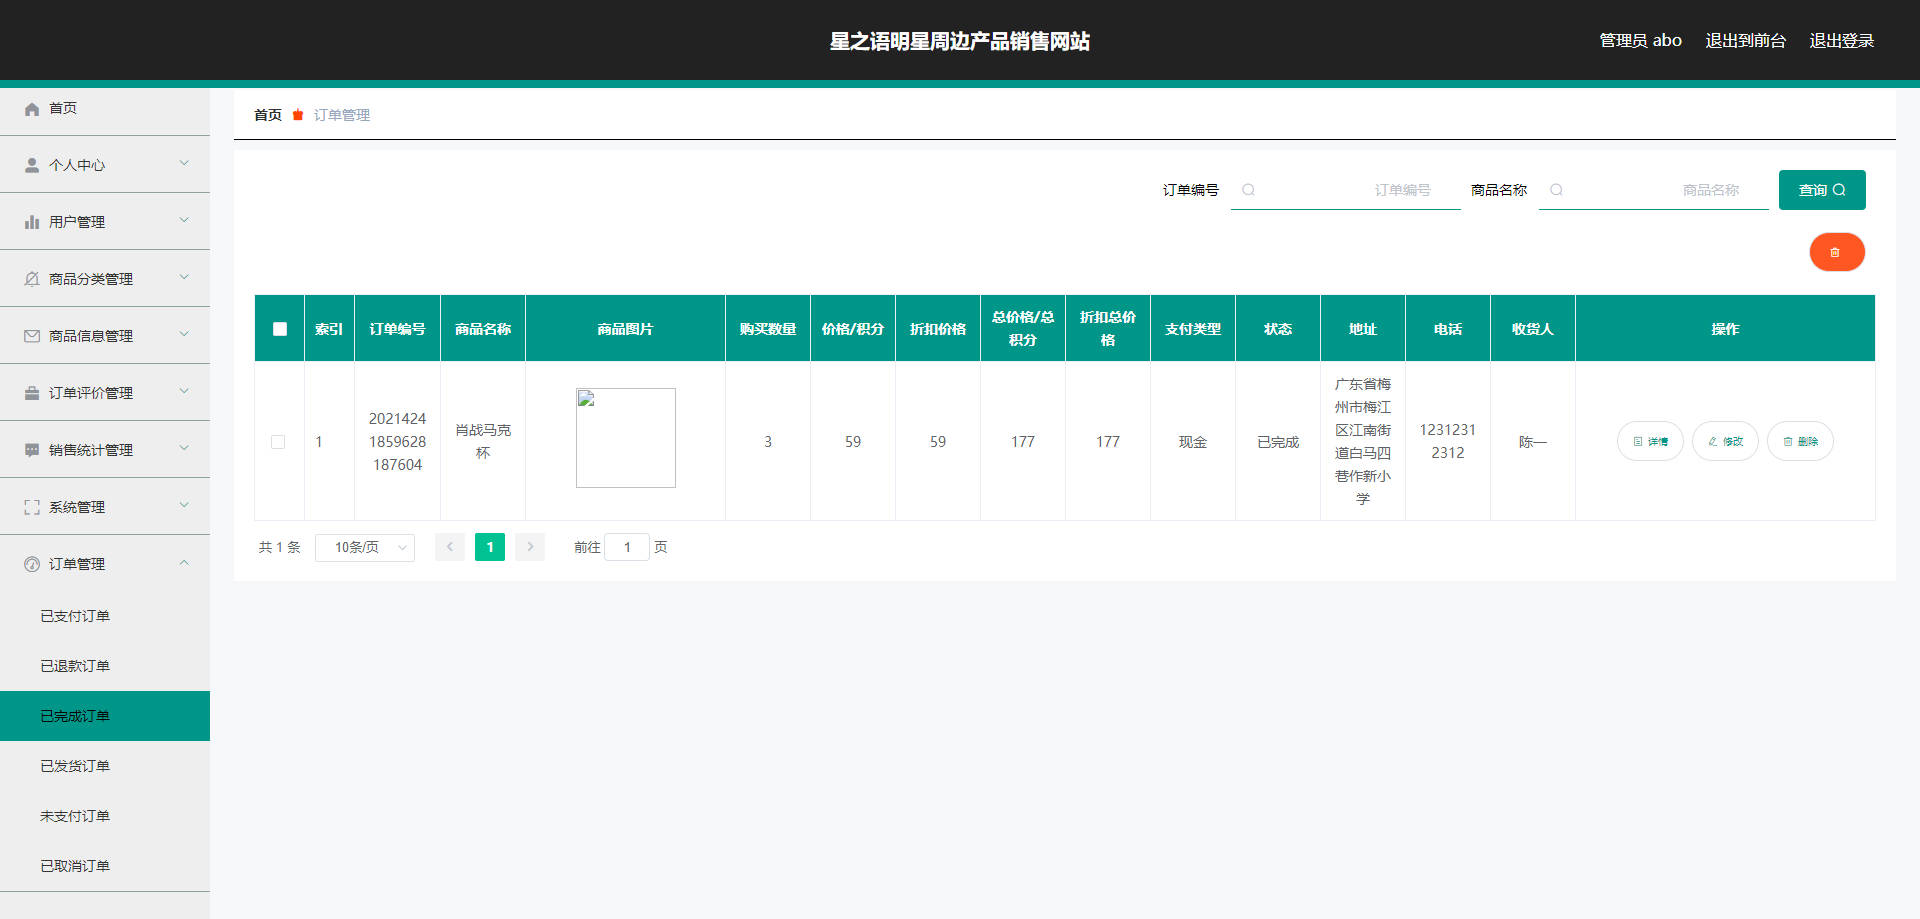 星之语明星周边产品销售网站
管理员 abo 退出到前台 退出登录
首页
个人中心
用户管理
商品分类管理
商品信息管理
订单评价管理
销售统计管理
系统管理
订单管理
已支付订单
已退款订单
已完成订单
已发货订单
未支付订单
已取消订单
首页 订单管理
订单编号 订单编号 商品名称 商品名称 查询
索引 订单编号 商品名称 商品图片 购买数量 价格/积分 折扣价格 总价格/总 折扣总价 支付类型 状态 地址 电话 收货人 操作
积分 格
1
2021424
1859628
187604
肖战马克
杯
3
59
59
177
177
现金
已完成
广东省梅
州市梅江
区江南街
道白马四
巷作新小
学
1231231
2312
陈一
详情 修改 删除
共 1 条 10条/页 1 前往 1 页